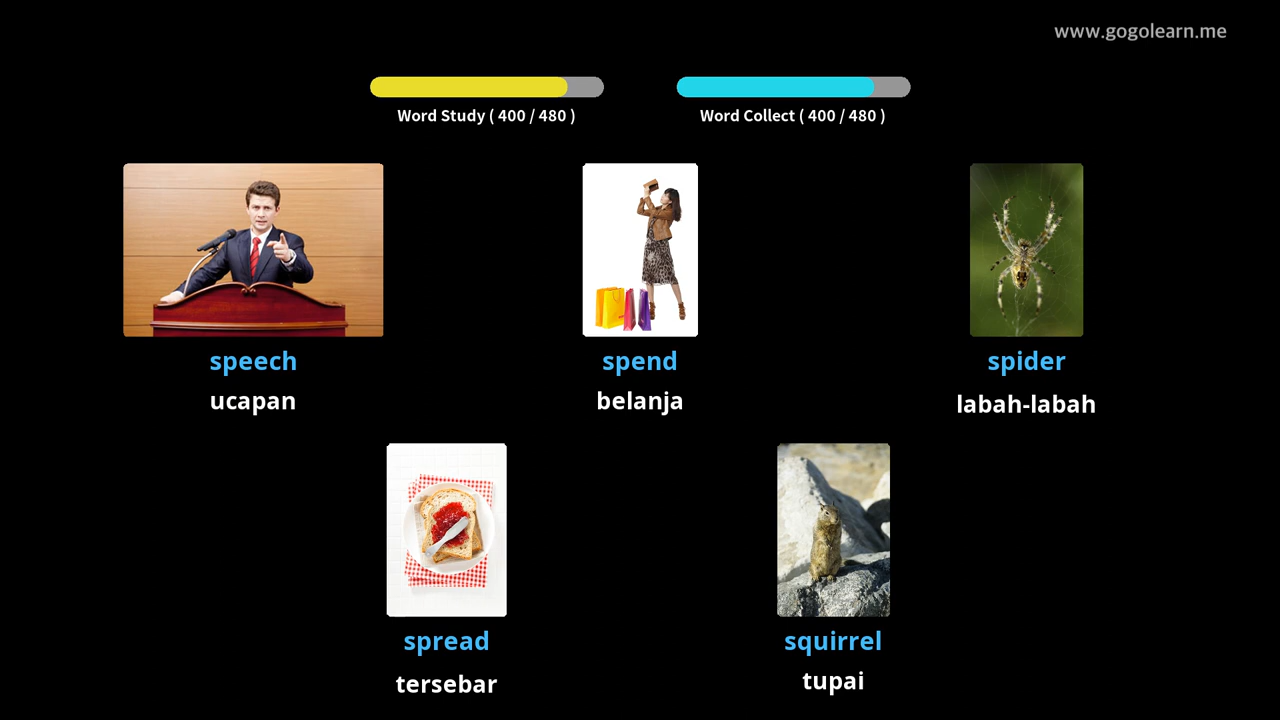 www.gogolearn.me
Word Study ( 400 / 480 )
Word Collect ( 400 / 480 )
speech
ucapan
spend
belanja
spider
labah-labah
spread
tersebar
squirrel
tupai